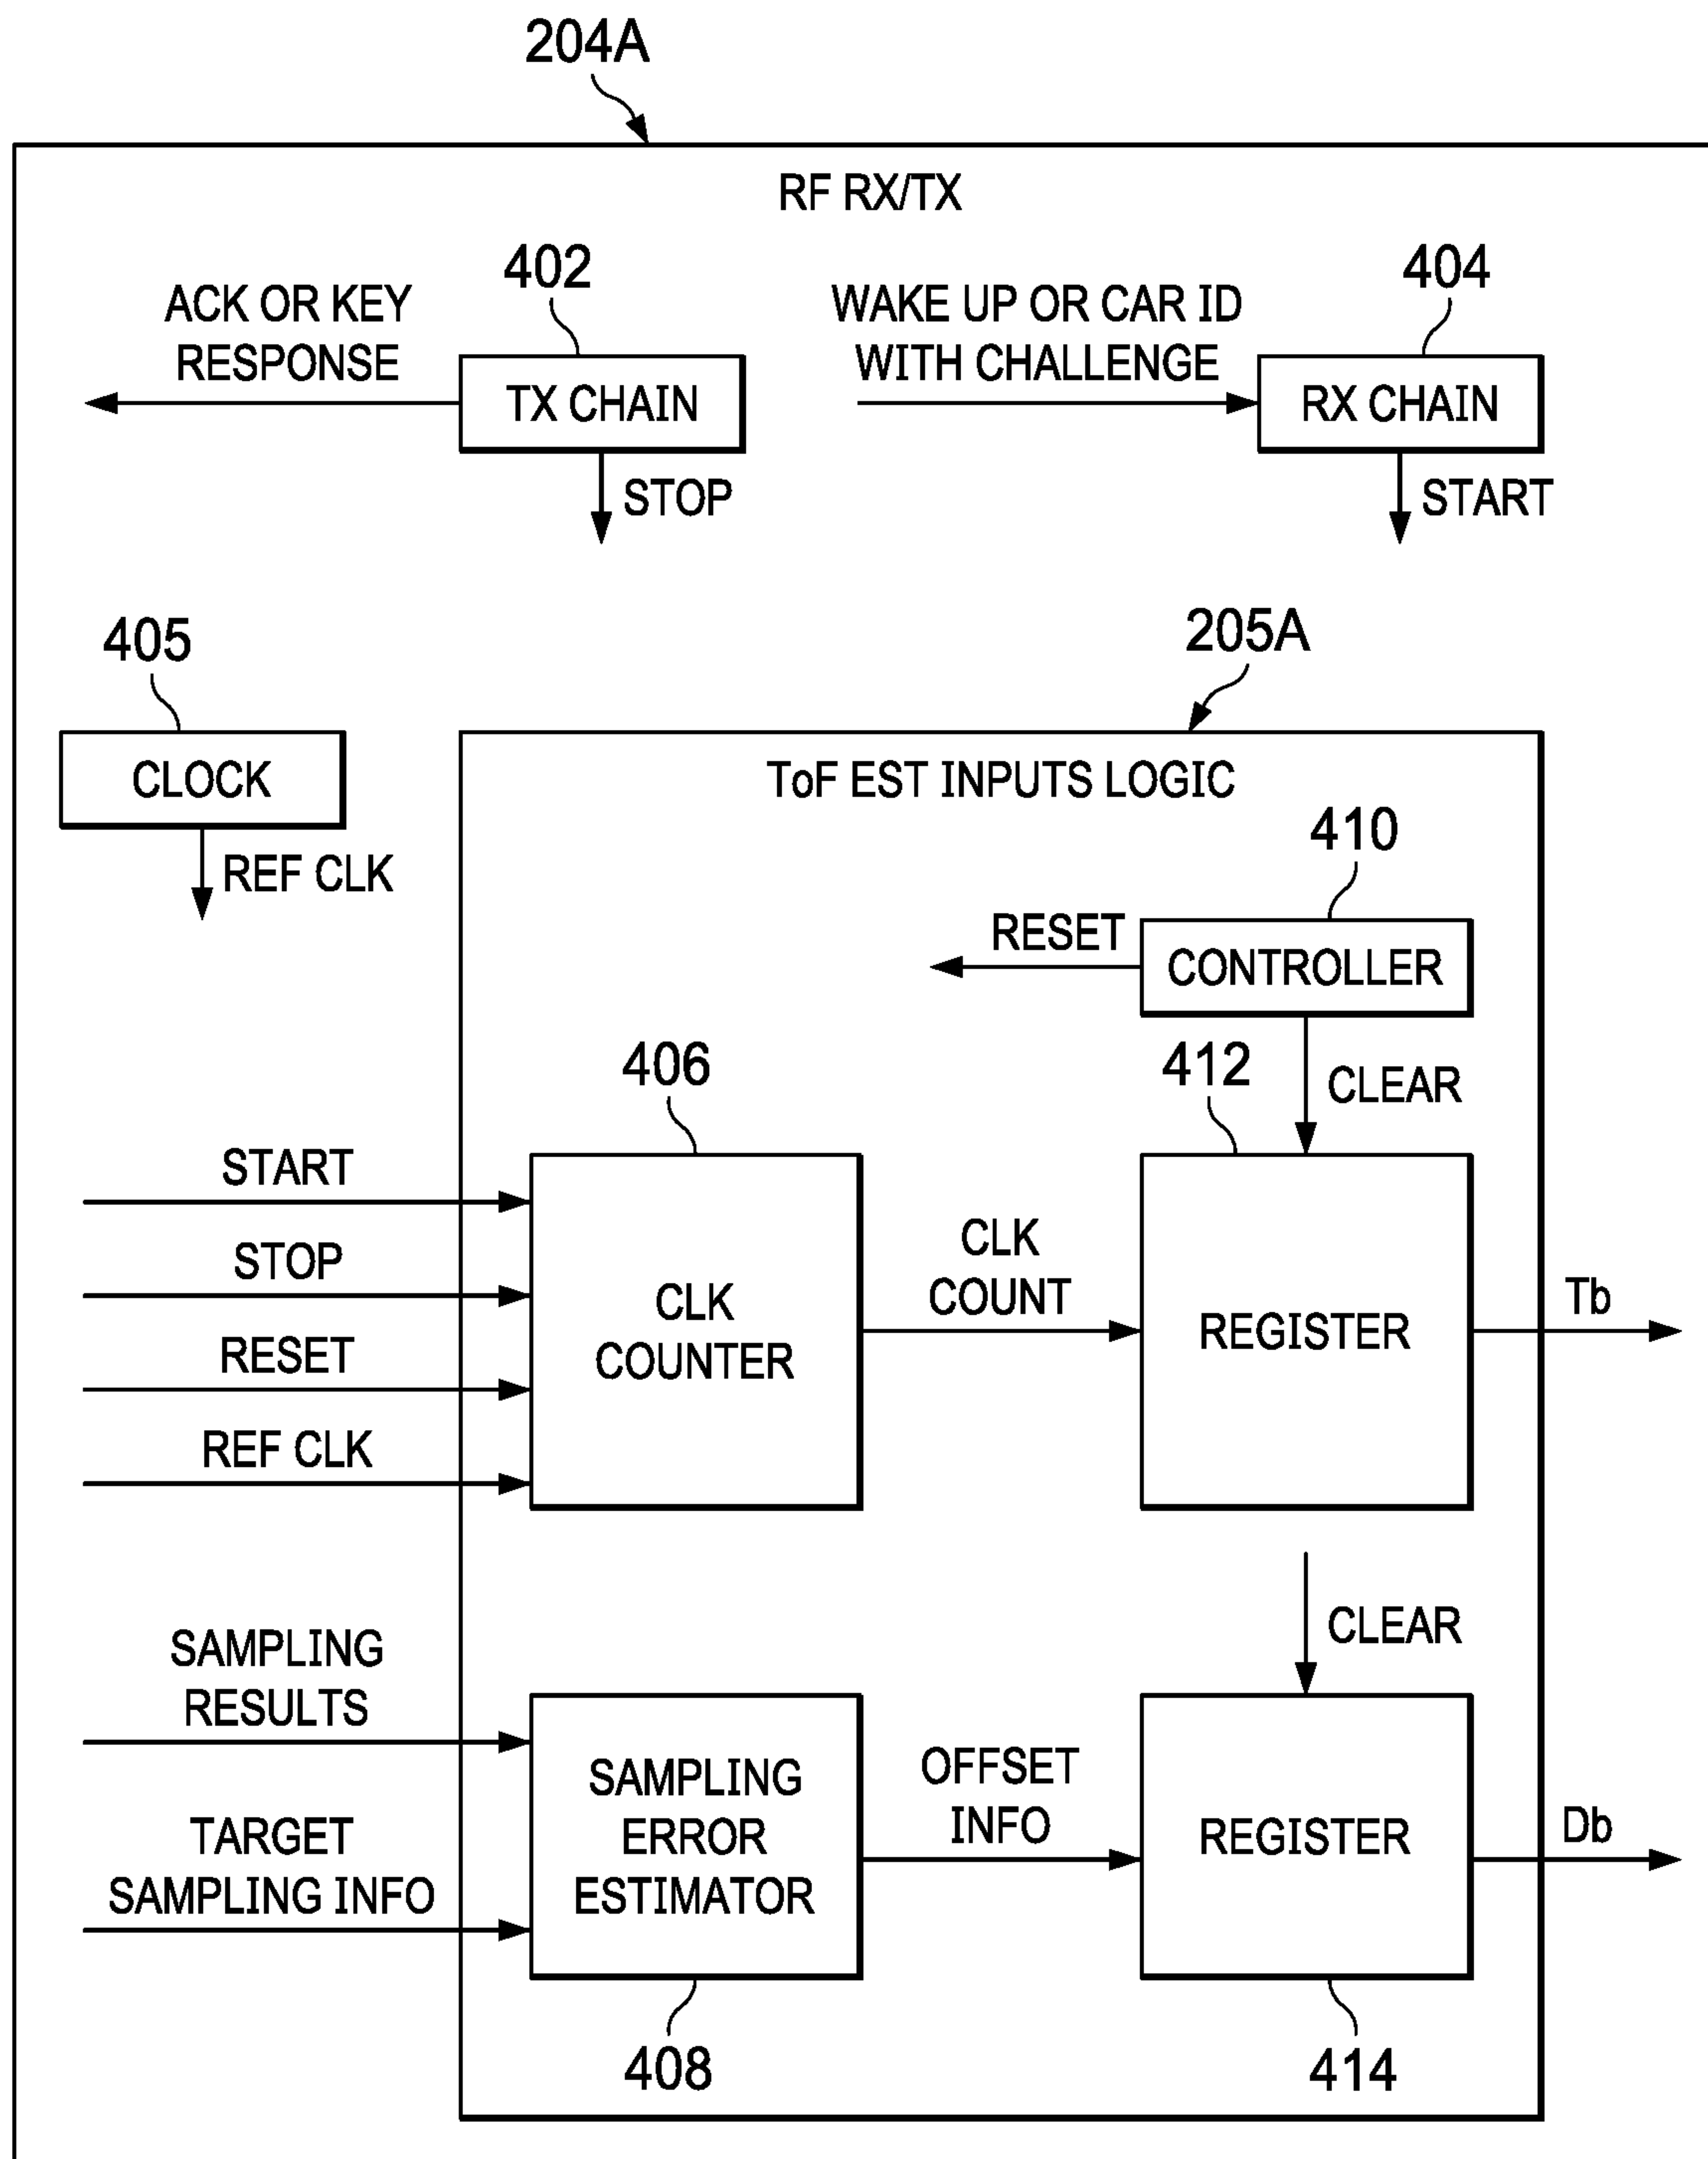 204A
RF RX/TX
402
404
ACK OR KEY
RESPONSE
WAKE UP OR CAR ID
WITH CHALLENGE
TX CHAIN
RX CHAIN
STOP
START
405
205A
CLOCK
ToF EST INPUTS LOGIC
410
REF CLK
RESET
CONTROLLER
406
412
CLEAR
START
STOP
RESET
REF CLK
CLK
COUNTER
CLK
COUNT
REGISTER
Tb
CLEAR
SAMPLING
RESULTS
TARGET
SAMPLING INFO
SAMPLING
ERROR
ESTIMATOR
OFFSET
INFO
REGISTER
Db
408
414